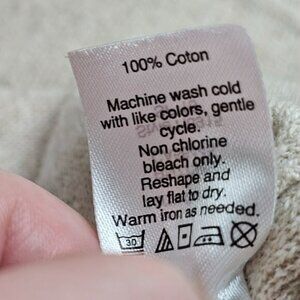 100% Coton
Machine wash cold
with like colors, gentle
cycle.
Non chlorine
bleach only.
Reshape and
lay flat to dry.
Warm iron as needed.
30